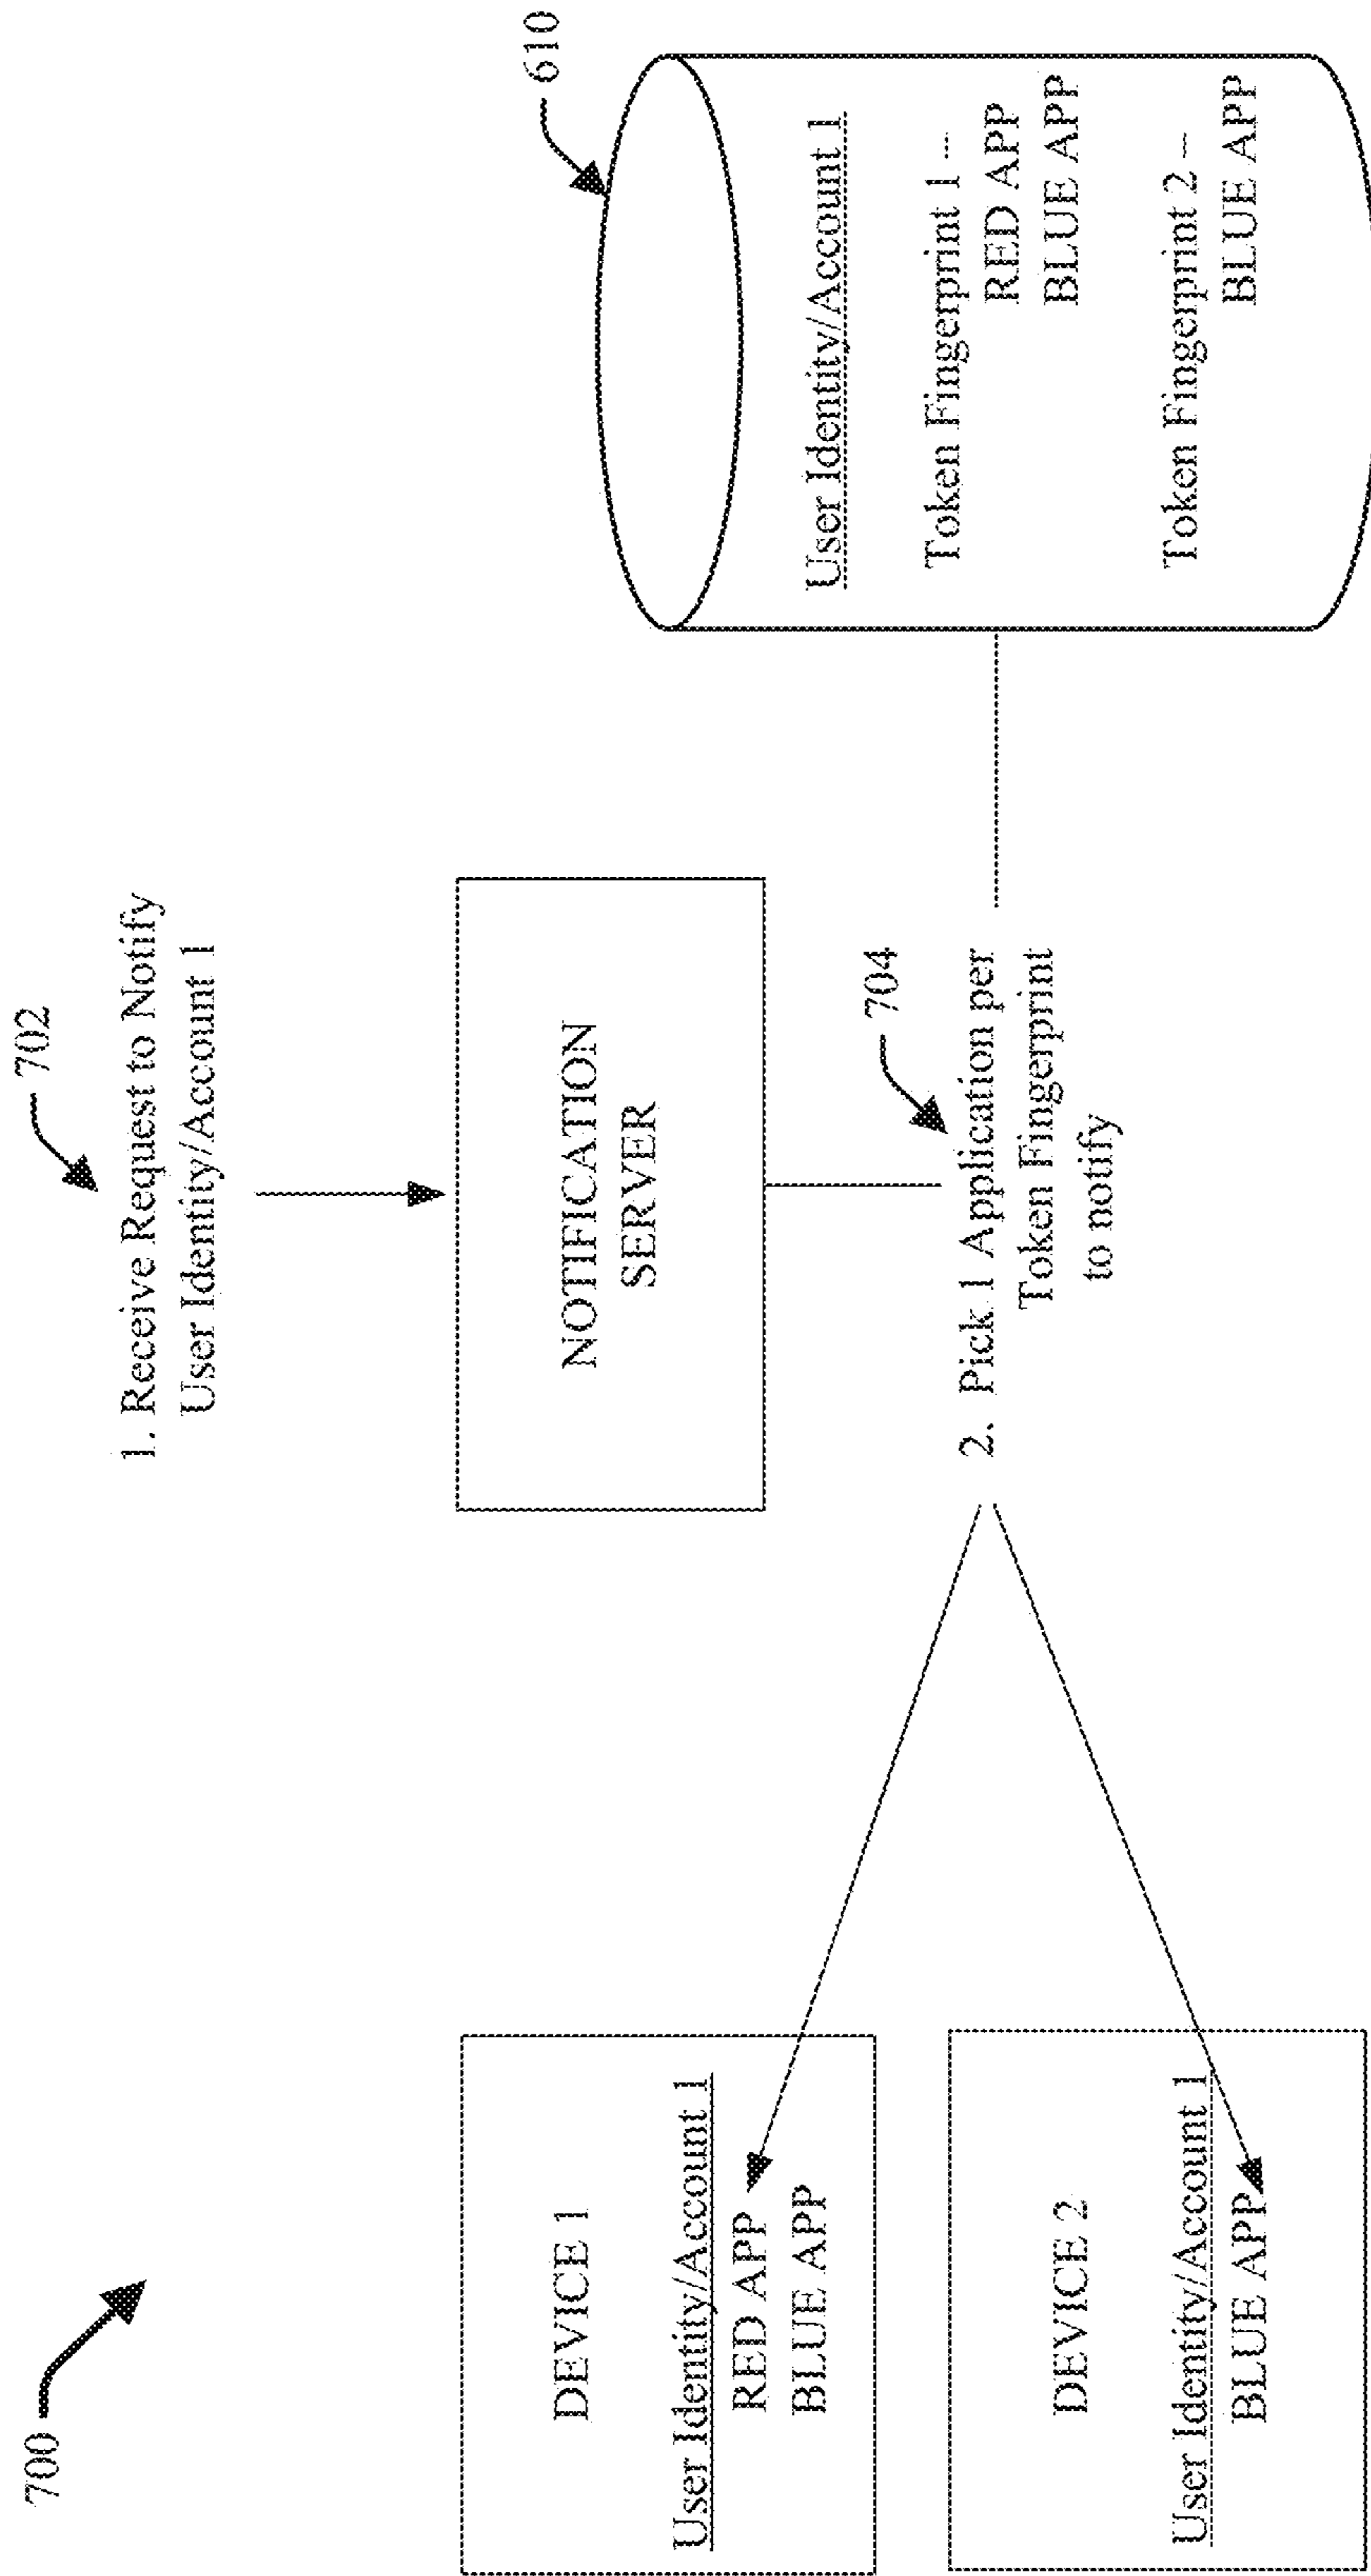 700
702
1. Receive Request to Notify
User Identity/Account 1
NOTIFICATION
SERVER
704
2. Pick 1 Application per
Token Fingerprint
to notify
DEVICE 1
User Identity/Account 1
RED APP
BLUE APP
DEVICE 2
User Identity/Account 1
BLUE APP
610
User Identity/Account 1
Token Fingerprint 1 --
RED APP
BLUE APP
Token Fingerprint 2 –
BLUE APP